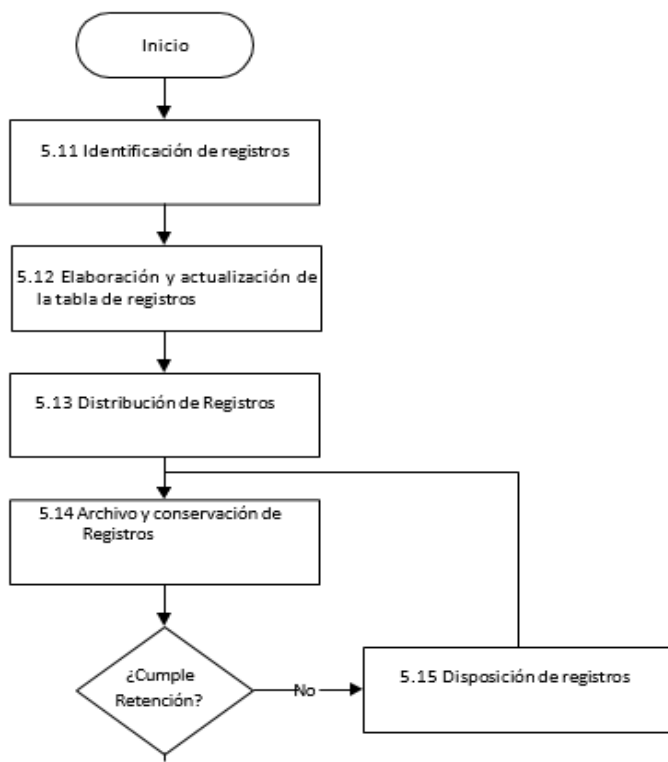 Inicio
5.11 Identificación de registros
5.12 Elaboración y actualización de
la tabla de registros
5.13 Distribución de Registros
5.14 Archivo y conservación de
Registros
¿Cumple
Retención?
No
5.15 Disposición de registros